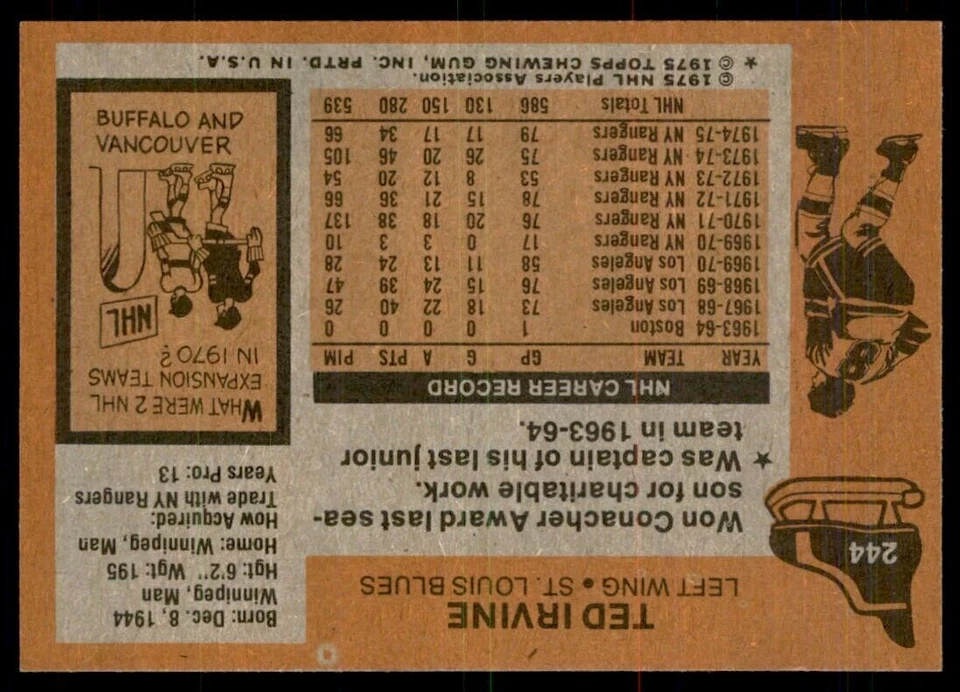 244
TED IRVINE
LEFT WING • ST. LOUIS BLUES
Won Conacher Award last sea-
son for charitable work.
★ Was captain of his last junior
team in 1963-64.
NHL CAREER RECORD
YEAR TEAM GP G A PTS PIM
1963-64 Boston 1 0 0 0 0
1967-68 Los Angeles 73 18 22 40 26
1968-69 Los Angeles 76 15 24 39 47
1969-70 Los Angeles 58 11 13 24 28
1969-70 NY Rangers 17 0 3 3 10
1970-71 NY Rangers 76 20 18 38 137
1971-72 NY Rangers 78 15 21 36 66
1972-73 NY Rangers 53 8 12 20 54
1973-74 NY Rangers 75 26 20 46 105
1974-75 NY Rangers 79 17 17 34 66
NHL Totals 586 130 150 280 539
© 1975 NHL Players Association.
★ © 1975 TOPPS CHEWING GUM, INC. PRTD. IN U.S.A.
Born: Dec. 8, 1944
Winnipeg, Man
Hgt: 6'2" Wgt: 195
Home: Winnipeg, Man
How Acquired:
Trade with NY Rangers
Years Pro: 13
WHAT WERE 2 NHL
EXPANSION TEAMS
IN 1970?
NHL
BUFFALO AND
VANCOUVER